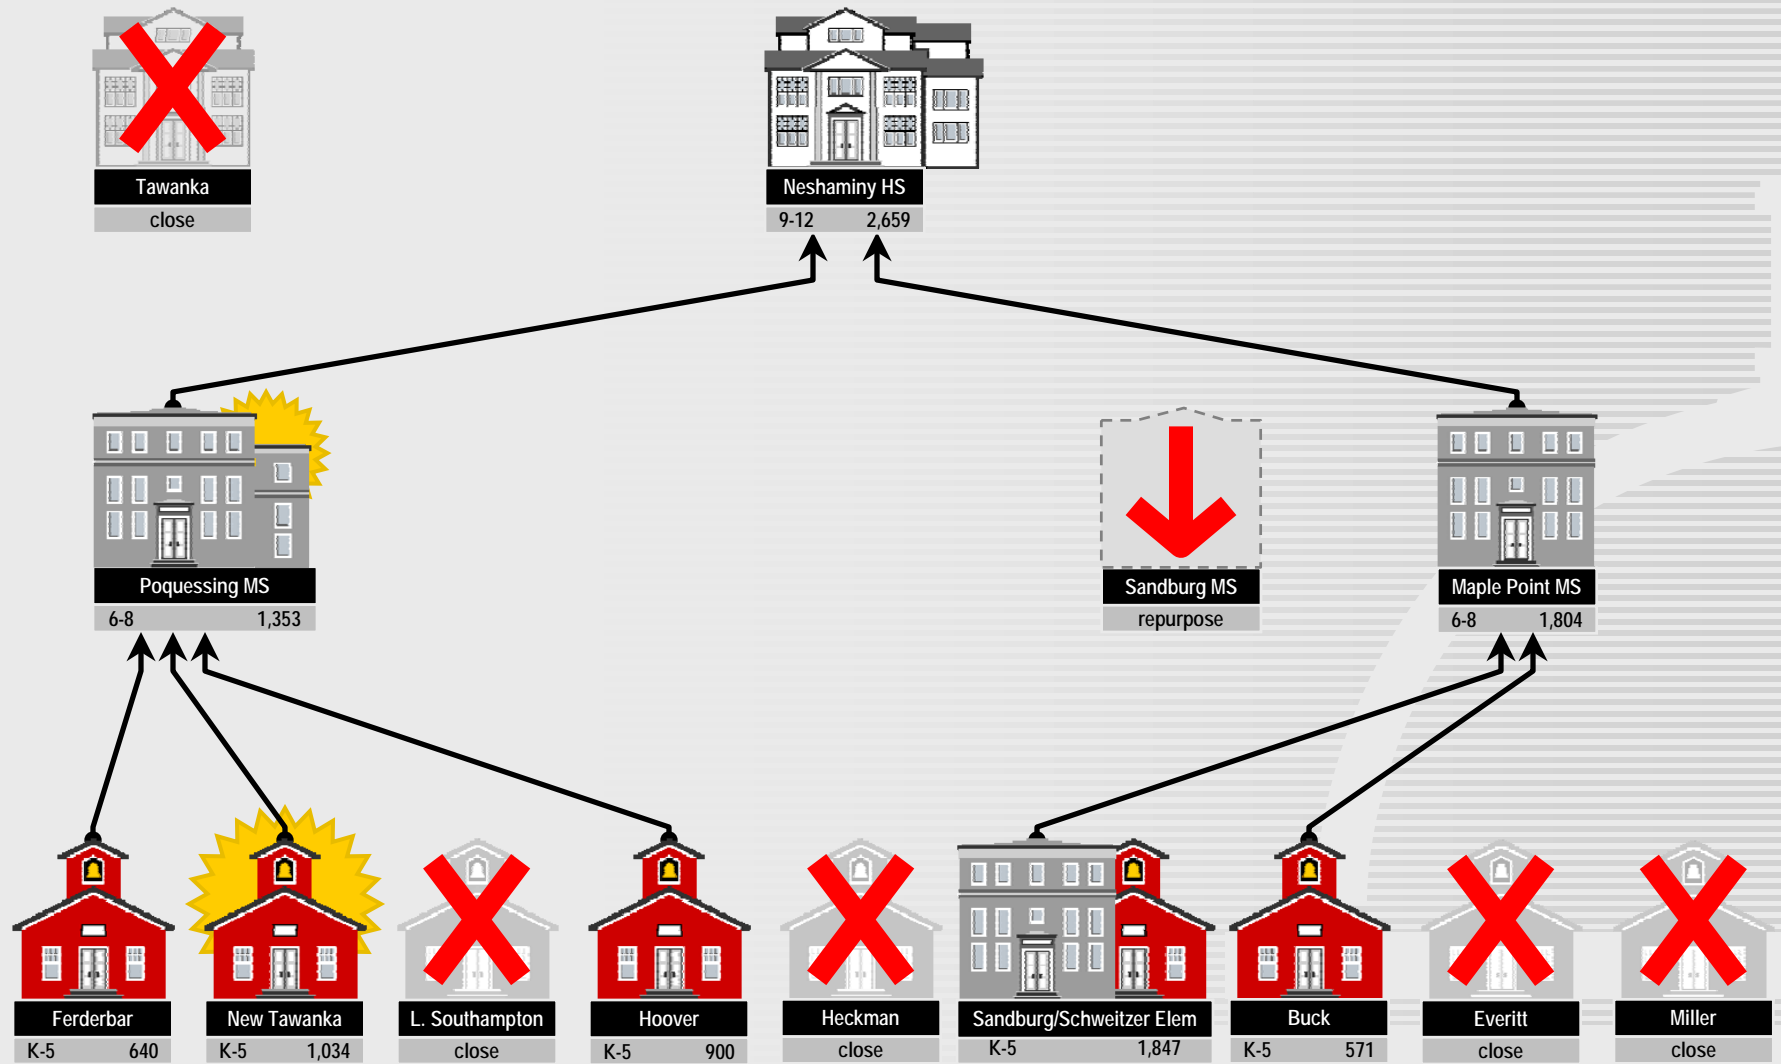 Tawanka
close
Neshaminy HS
9-12 2,659
Poquessing MS
6-8 1,353
Sandburg MS
repurpose
Maple Point MS
6-8 1,804
Ferderbar
K-5 640
New Tawanka
K-5 1,034
L. Southampton
close
Hoover
K-5 900
Heckman
close
Sandburg/Schweitzer Elem
K-5 1,847
Buck
K-5 571
Everitt
close
Miller
close